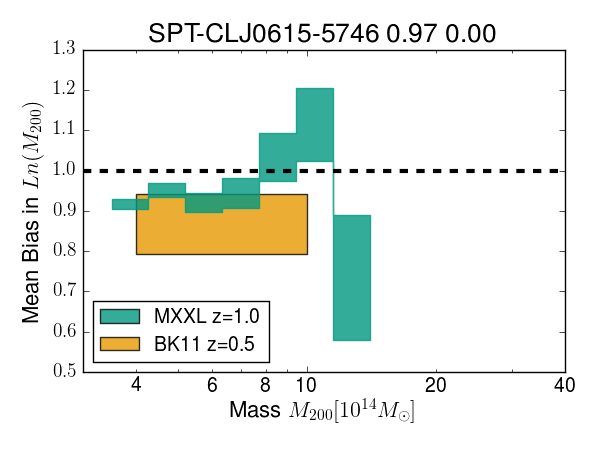 SPT-CLJ0615-5746 0.97 0.00
1.3
1.2
1.1
1.0
0.9
0.8
0.7
0.6
0.5
Mean Bias in Ln(M₂₀₀)
MXXL z=1.0
BK11 z=0.5
4 6 8 10 20 40
Mass M₂₀₀[10¹⁴M☉]